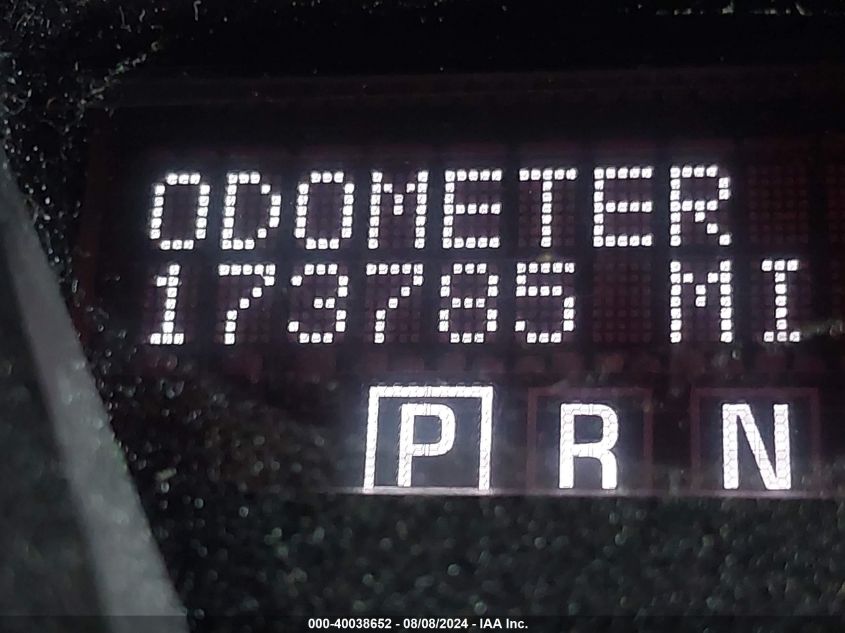 ODOMETER
173785 MI
P R N
000-40038652 - 08/08/2024 - IAA Inc.